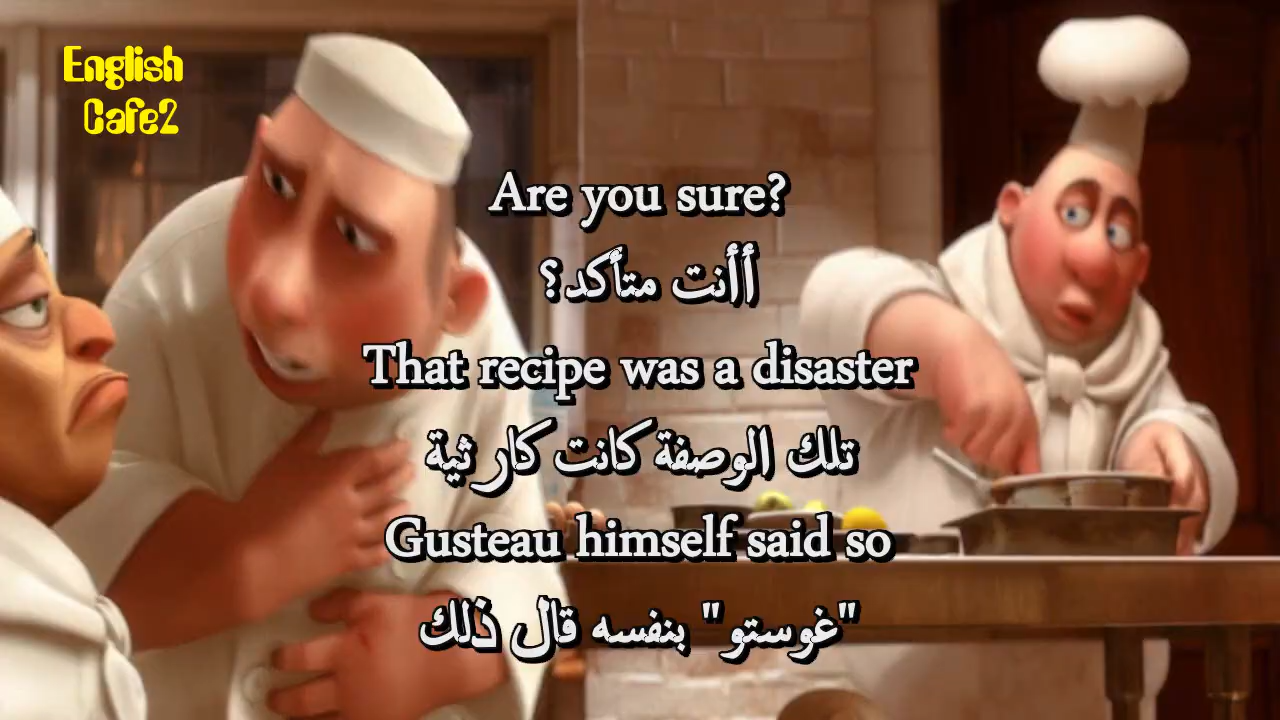 English
Cafe2
Are you sure?
أأنت متأكد؟
That recipe was a disaster
تلك الوصفة كانت كارثية
Gusteau himself said so
"غوستو" بنفسه قال ذلك